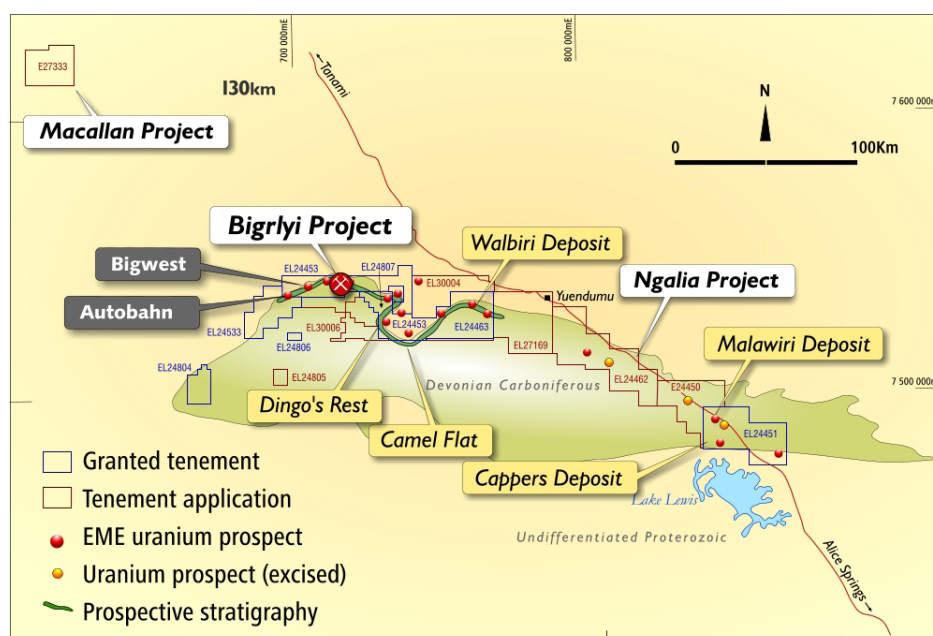 700 000mE
800 000mE
E27333
Tanami
130km
7 600 000m
N
Macallan Project
0
100Km
Bigrlyi Project
Walbiri Deposit
Bigwest
EL24453
EL24807
EL30004
Ngalia Project
Autobahn
Yuendumu
EL24533
EL30006
EL24453
EL24463
Malawiri Deposit
EL24806
EL27169
EL24804
EL24805
Devonian Carboniferous
EL24462
E24450
7 500 000m
Dingo's Rest
Camel Flat
EL24451
Granted tenement
Cappers Deposit
Tenement application
Lake Lewis
EME uranium prospect
Undifferentiated Proterozoic
Uranium prospect (excised)
Alice Springs
Prospective stratigraphy